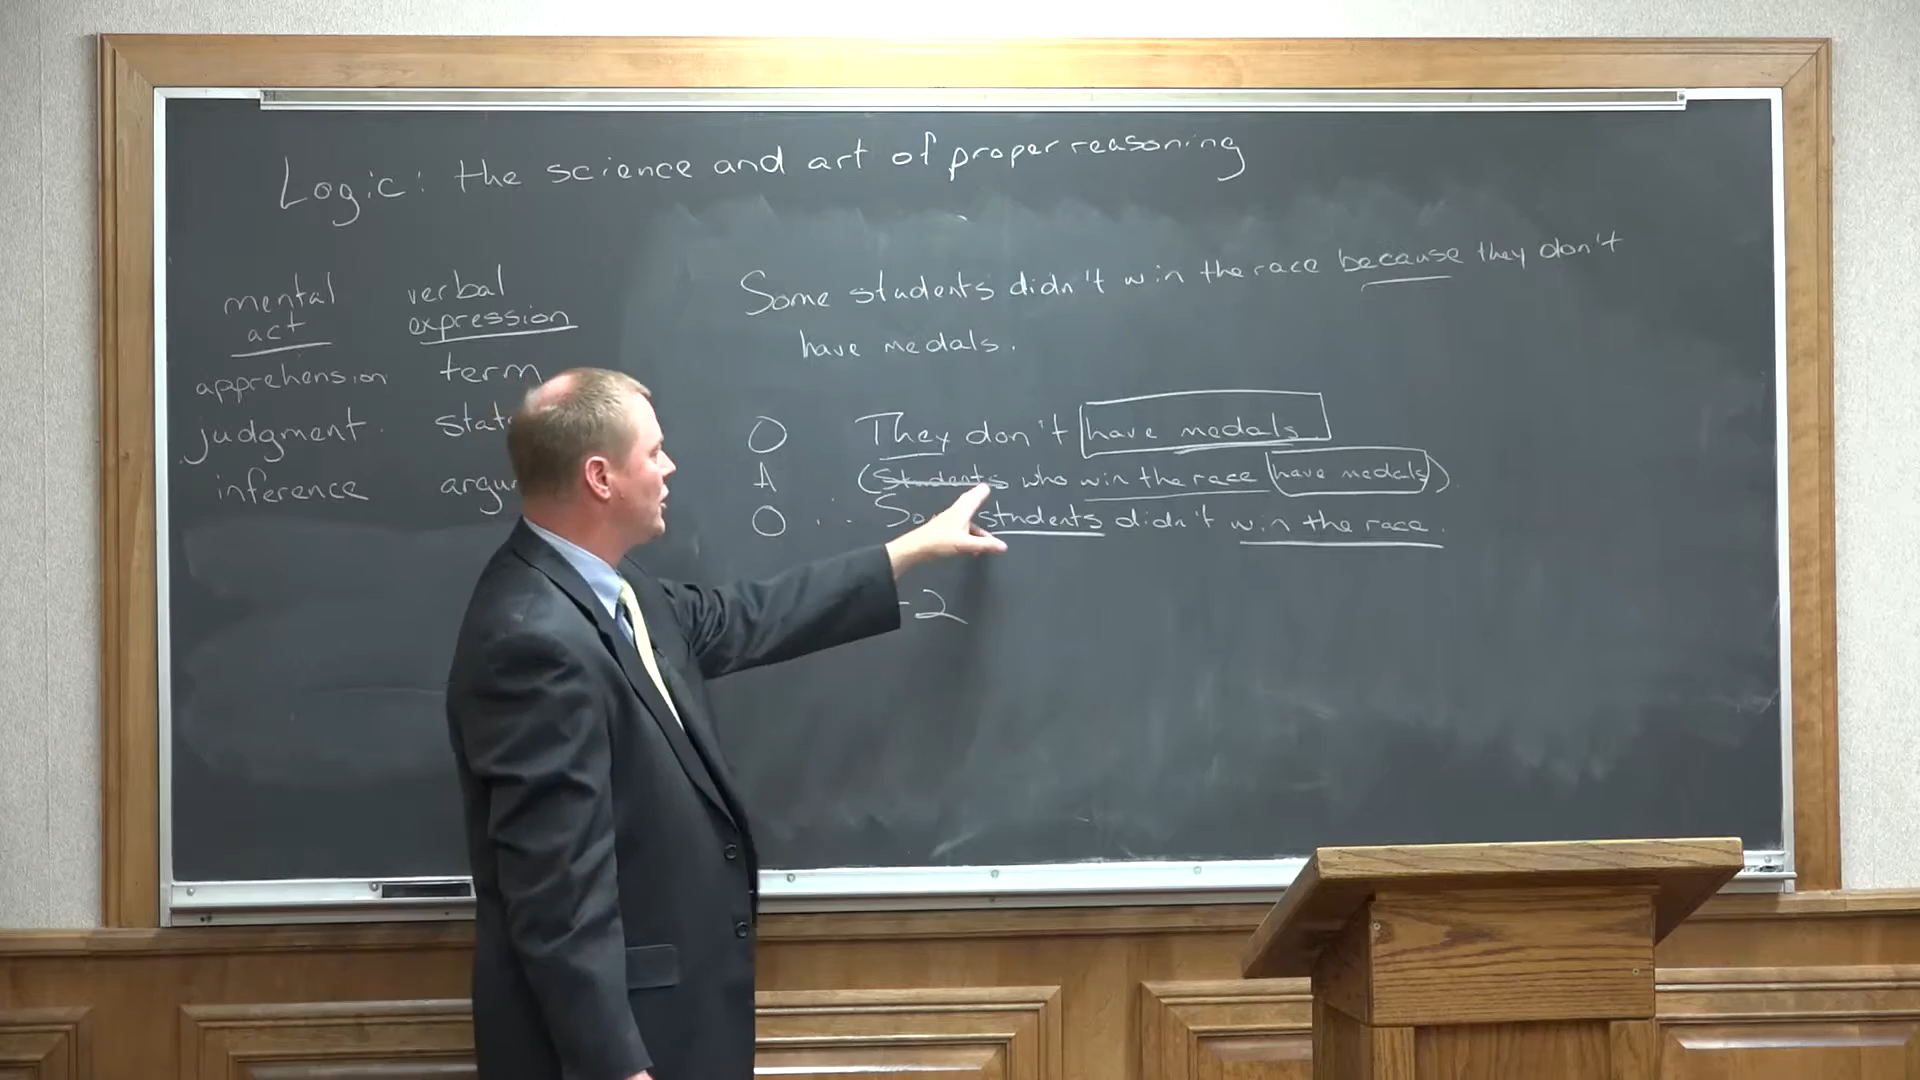 Logic: the science and art of proper reasoning
mental verbal
act expression
apprehension term
judgment
inference
Some students didn't win the race because they don't
have medals.
O They don't have medals
A (Students who win the race have medals).
O ∴ students didn't win the race.
-2